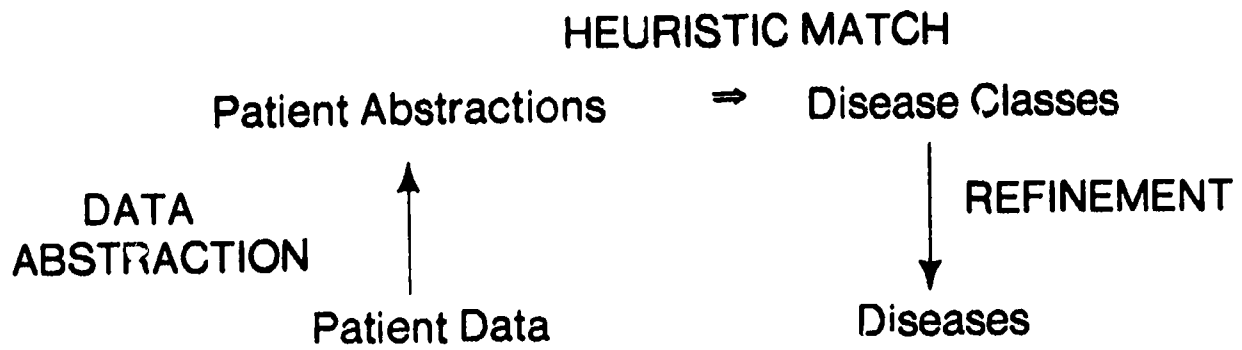 HEURISTIC MATCH
Patient Abstractions ⇒ Disease Classes
DATA
ABSTRACTION
REFINEMENT
Patient Data
Diseases